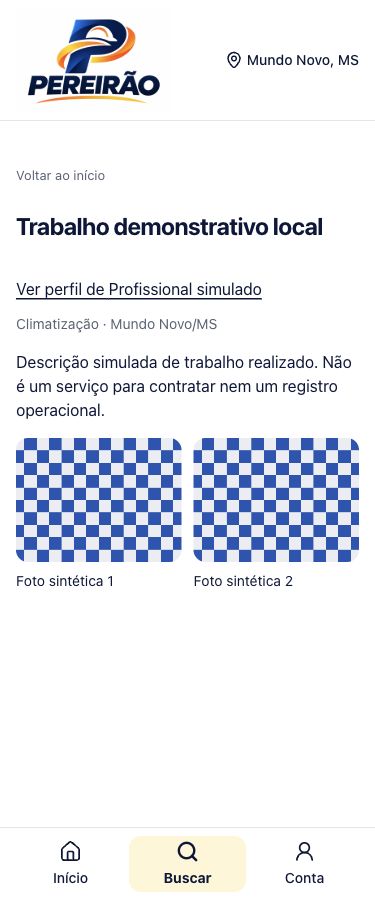 PEREIRÃO
Mundo Novo, MS
Voltar ao início
Trabalho demonstrativo local
Ver perfil de Profissional simulado
Climatização · Mundo Novo/MS
Descrição simulada de trabalho realizado. Não
é um serviço para contratar nem um registro
operacional.
Foto sintética 1
Foto sintética 2
Início
Buscar
Conta